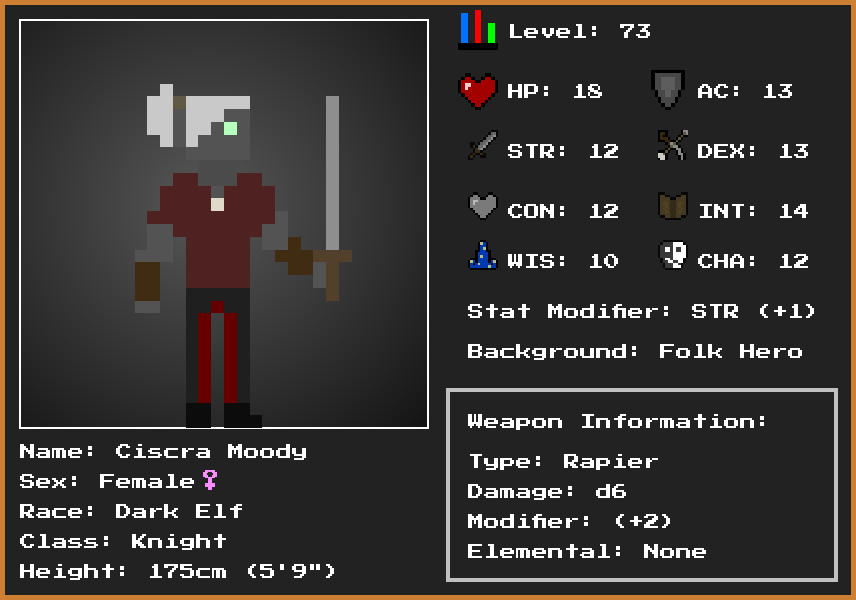 Level: 73
HP: 18 AC: 13
STR: 12 DEX: 13
CON: 12 INT: 14
WIS: 10 CHA: 12
Stat Modifier: STR (+1)
Background: Folk Hero
Weapon Information:
Type: Rapier
Damage: d6
Modifier: (+2)
Elemental: None
Name: Ciscra Moody
Sex: Female♀
Race: Dark Elf
Class: Knight
Height: 175cm (5'9")